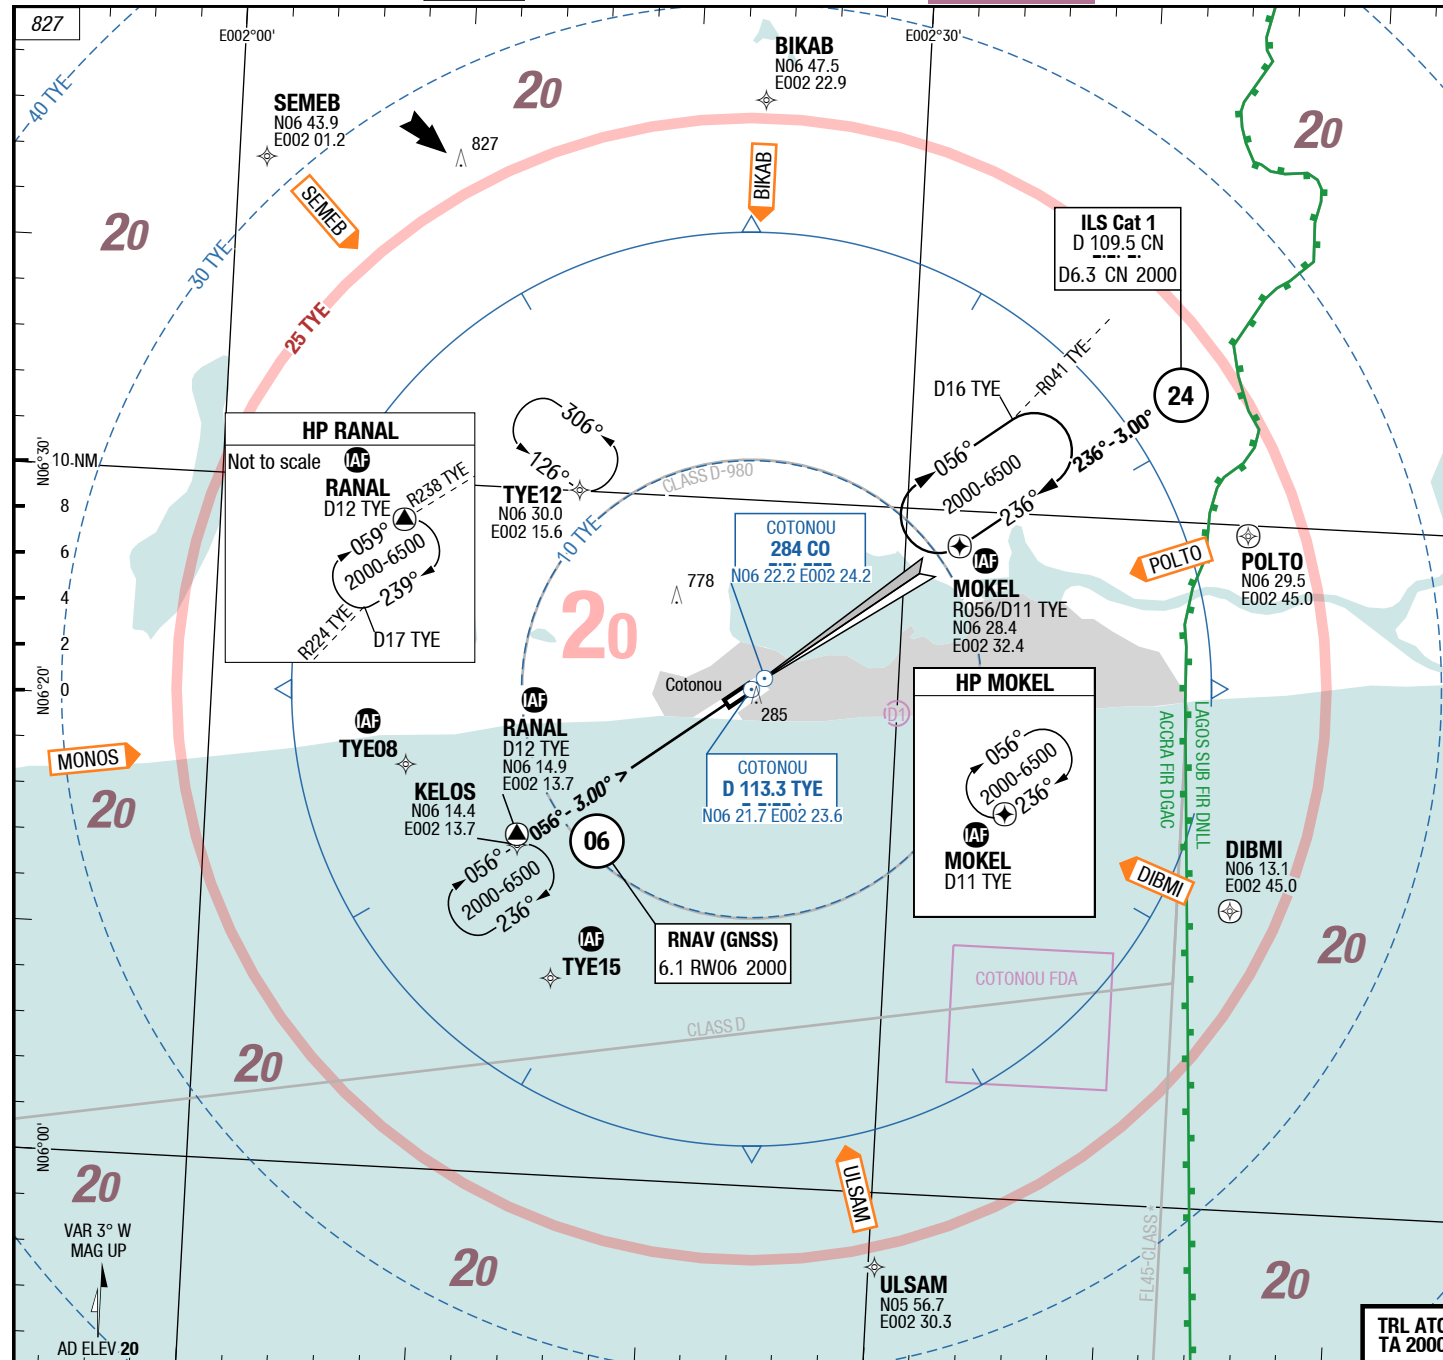 827
E002°00'
E002°30'
BIKAB
N06 47.5
E002 22.9
40 TYE
20
SEMEB
N06 43.9
E002 01.2
827
20
SEMEB
BIKAB
20
30 TYE
ILS Cat 1
D 109.5 CN
D6.3 CN 2000
25 TYE
R041 TYE
D16 TYE
24
236°-3.00°
HP RANAL
Not to scale
IAF
RANAL
D12 TYE
R238 TYE
059°
2000-6500
239°
R224 TYE
D17 TYE
306°
126°
TYE12
N06 30.0
E002 15.6
CLASS D-980
056°
2000-6500
236°
N06°30'
10 NM
8
6
4
2
0
N06°20'
10 TYE
COTONOU
284 CO
N06 22.2 E002 24.2
POLTO
POLTO
N06 29.5
E002 45.0
IAF
MOKEL
R056/D11 TYE
N06 28.4
E002 32.4
778
20
Cotonou
285
D1
HP MOKEL
056°
2000-6500
236°
IAF
MOKEL
D11 TYE
ACCRA FIR DGAC
LAGOS SUB FIR DNLL
IAF
TYE08
IAF
RANAL
D12 TYE
N06 14.9
E002 13.7
MONOS
KELOS
N06 14.4
E002 13.7
COTONOU
D 113.3 TYE
N06 21.7 E002 23.6
20
056°- 3.00° >
06
056°
2000-6500
236°
DIBMI
DIBMI
N06 13.1
E002 45.0
IAF
TYE15
RNAV (GNSS)
6.1 RW06 2000
20
COTONOU FDA
CLASS D
20
N06°00'
20
ULSAM
FL45-CLASS *
VAR 3° W
MAG UP
20
ULSAM
N05 56.7
E002 30.3
20
AD ELEV 20
TRL ATC
TA 2000